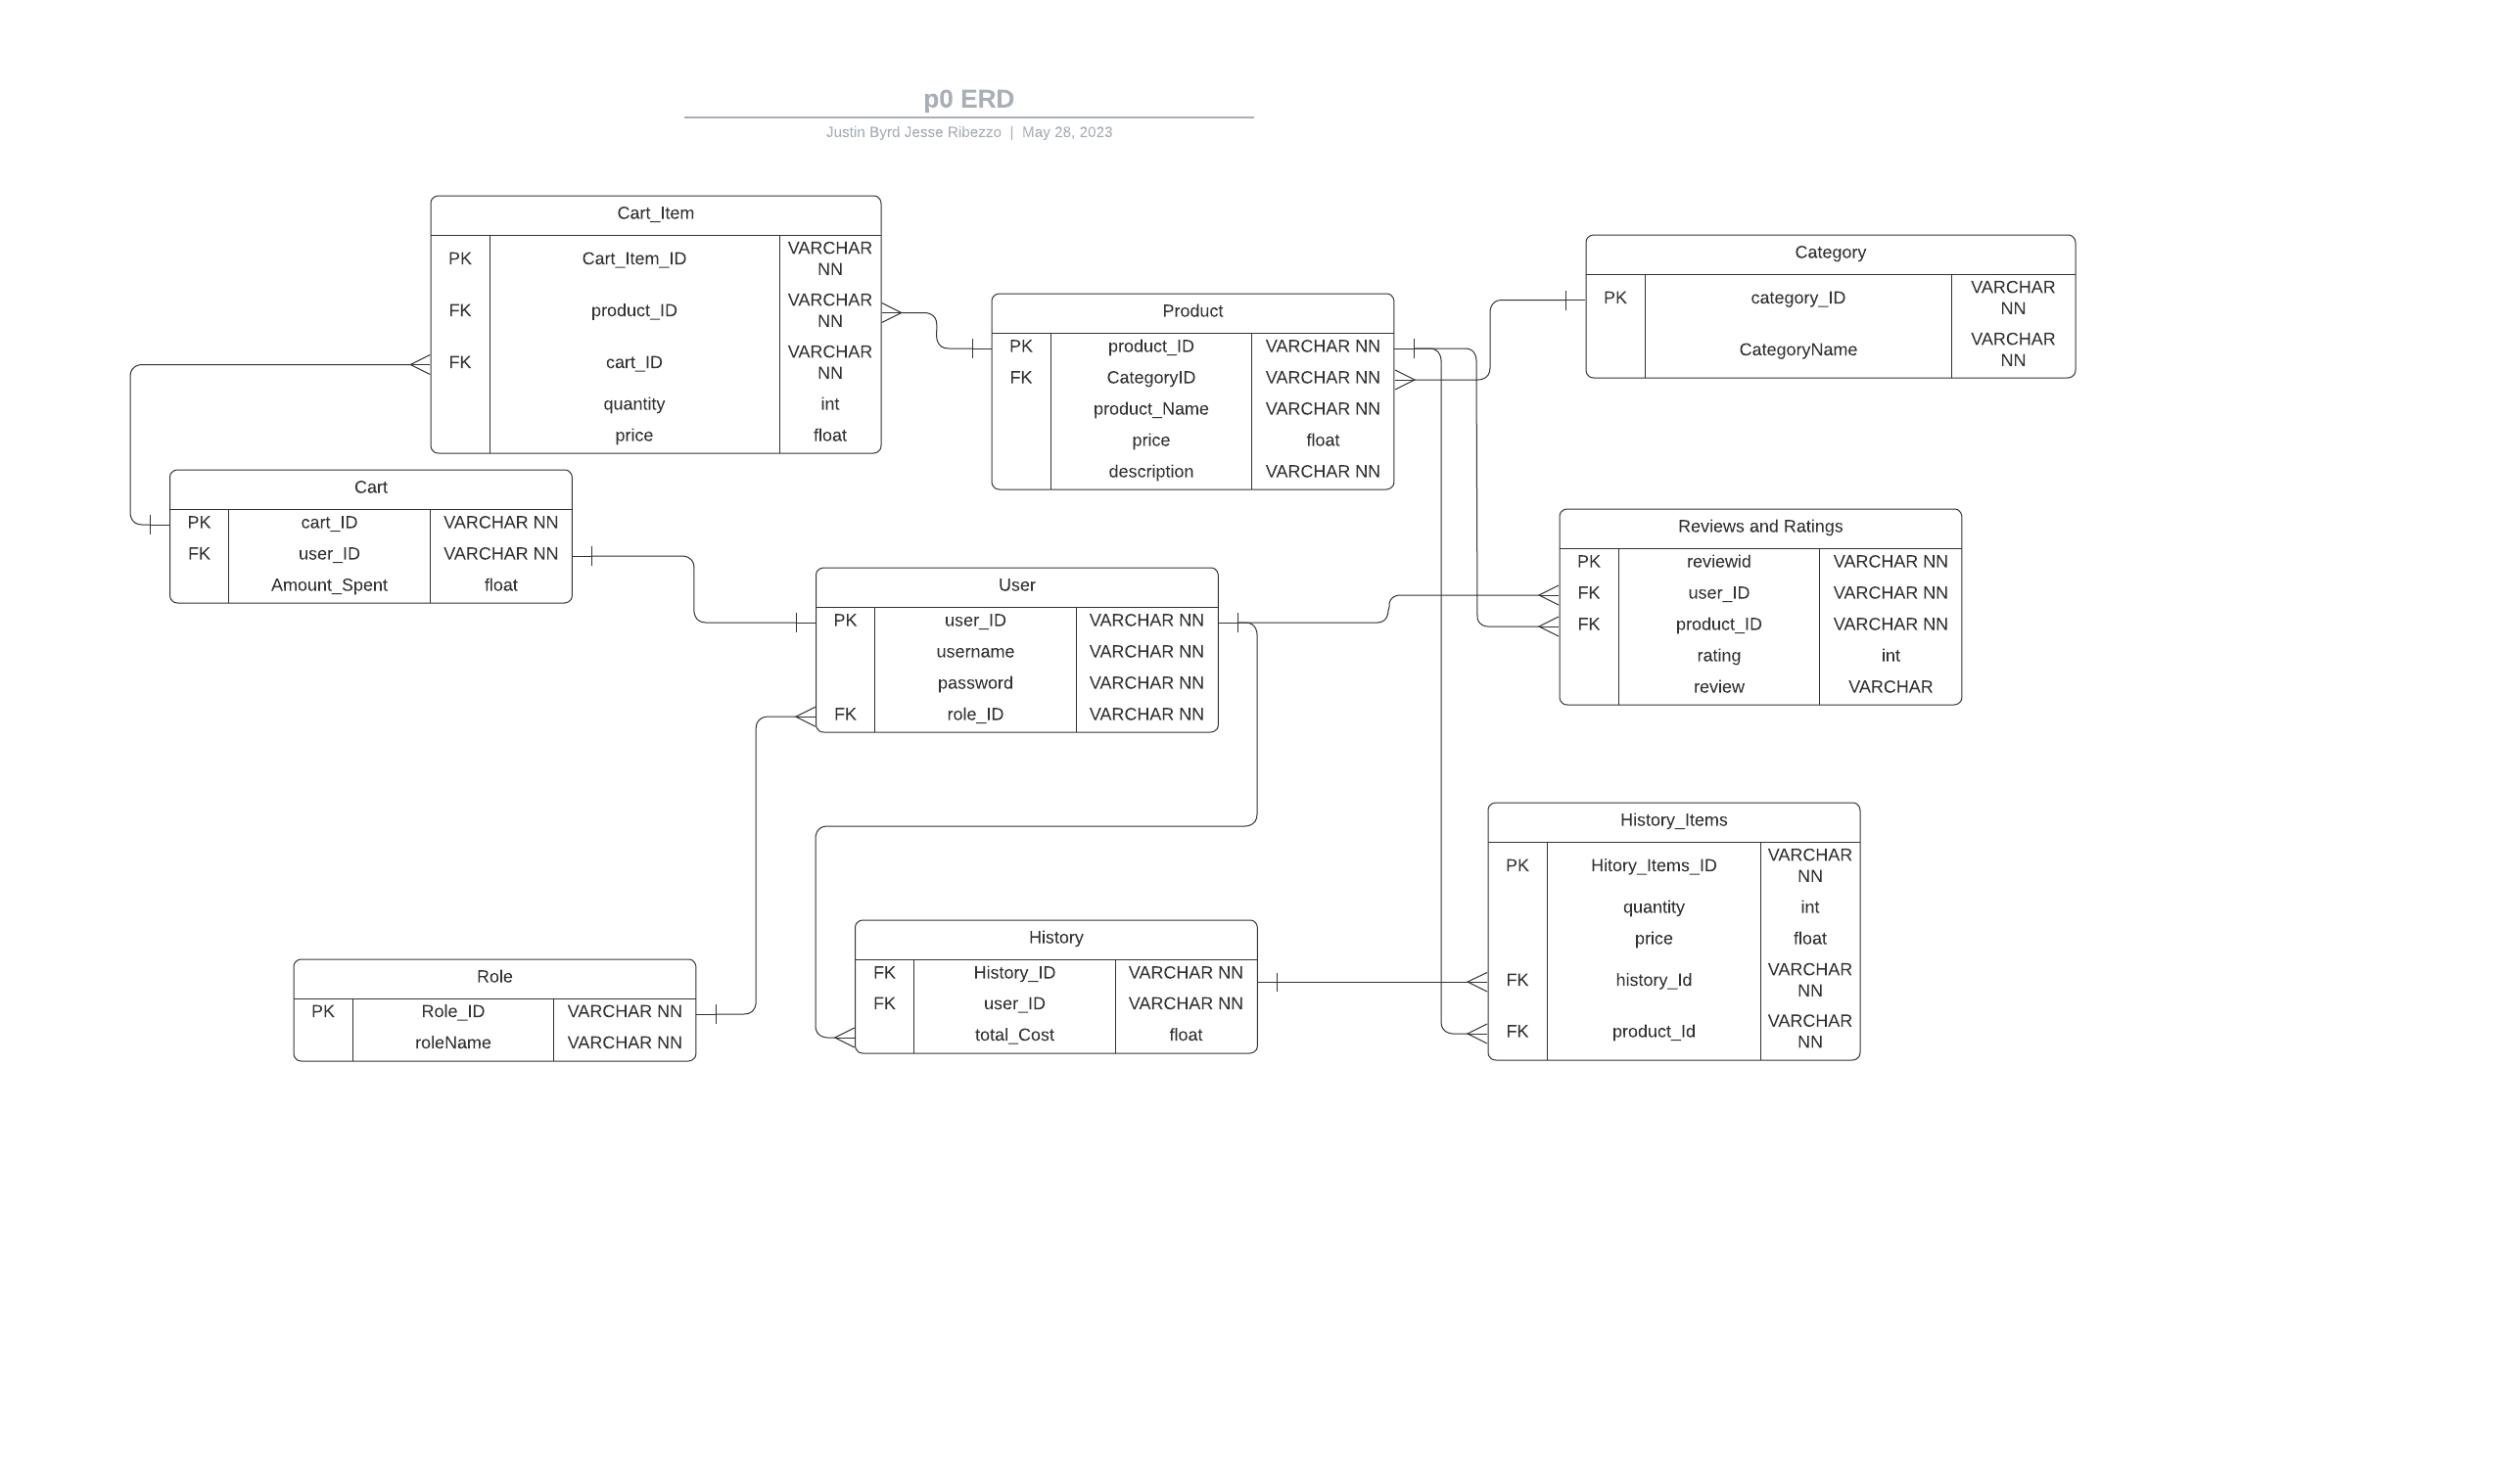 p0 ERD
Justin Byrd Jesse Ribezzo | May 28, 2023
Cart_Item
PK Cart_Item_ID VARCHAR NN
FK product_ID VARCHAR NN
FK cart_ID VARCHAR NN
quantity int
price float
Product
PK product_ID VARCHAR NN
FK CategoryID VARCHAR NN
product_Name VARCHAR NN
price float
description VARCHAR NN
Category
PK category_ID VARCHAR NN
CategoryName VARCHAR NN
Cart
PK cart_ID VARCHAR NN
FK user_ID VARCHAR NN
Amount_Spent float
User
PK user_ID VARCHAR NN
username VARCHAR NN
password VARCHAR NN
FK role_ID VARCHAR NN
Reviews and Ratings
PK reviewid VARCHAR NN
FK user_ID VARCHAR NN
FK product_ID VARCHAR NN
rating int
review VARCHAR
History_Items
PK Hitory_Items_ID VARCHAR NN
quantity int
price float
FK history_Id VARCHAR NN
FK product_Id VARCHAR NN
History
FK History_ID VARCHAR NN
FK user_ID VARCHAR NN
total_Cost float
Role
PK Role_ID VARCHAR NN
roleName VARCHAR NN